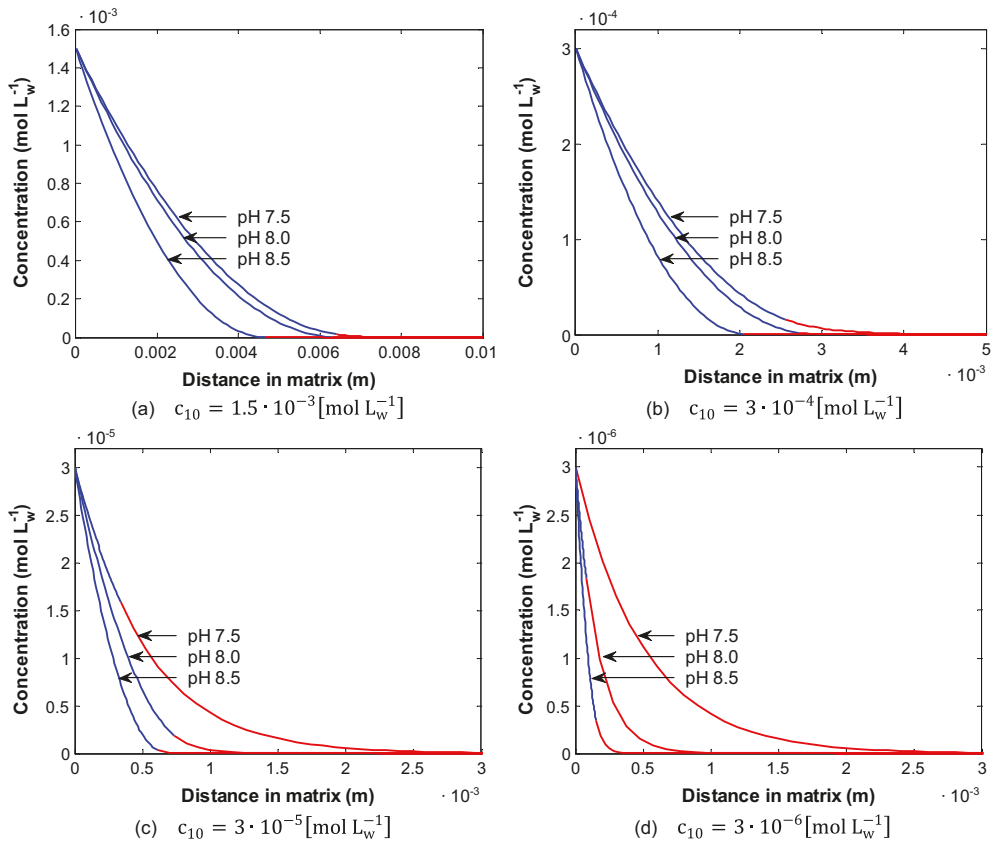 · 10⁻³
1.6
1.4
1.2
1
0.8
0.6
0.4
0.2
0
Concentration (mol L_w⁻¹)
pH 7.5
pH 8.0
pH 8.5
0 0.002 0.004 0.006 0.008 0.01
Distance in matrix (m)
(a) c₁₀ = 1.5 · 10⁻³ [mol L_w⁻¹]
· 10⁻⁴
3
2
1
0
Concentration (mol L_w⁻¹)
pH 7.5
pH 8.0
pH 8.5
0 1 2 3 4 5
Distance in matrix (m)
· 10⁻³
(b) c₁₀ = 3 · 10⁻⁴ [mol L_w⁻¹]
· 10⁻⁵
3
2.5
2
1.5
1
0.5
0
Concentration (mol L_w⁻¹)
pH 7.5
pH 8.0
pH 8.5
0 0.5 1 1.5 2 2.5 3
Distance in matrix (m)
· 10⁻³
(c) c₁₀ = 3 · 10⁻⁵ [mol L_w⁻¹]
· 10⁻⁶
3
2.5
2
1.5
1
0.5
0
Concentration (mol L_w⁻¹)
pH 7.5
pH 8.0
pH 8.5
0 0.5 1 1.5 2 2.5 3
Distance in matrix (m)
· 10⁻³
(d) c₁₀ = 3 · 10⁻⁶ [mol L_w⁻¹]